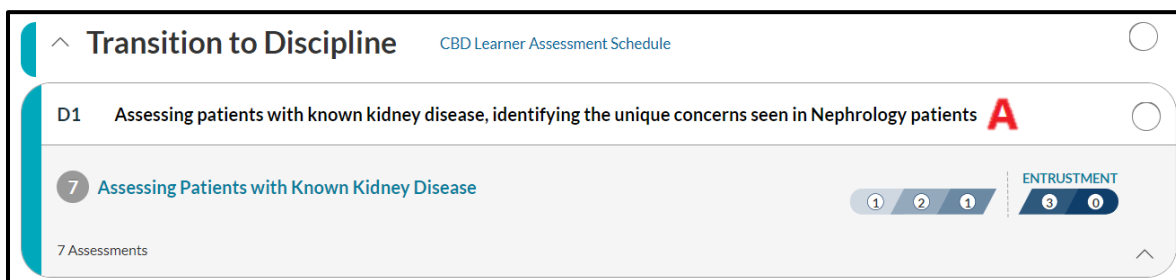 Transition to Discipline CBD Learner Assessment Schedule
D1 Assessing patients with known kidney disease, identifying the unique concerns seen in Nephrology patients A
ENTRUSTMENT
7 Assessing Patients with Known Kidney Disease
1 2 1 3 0
7 Assessments